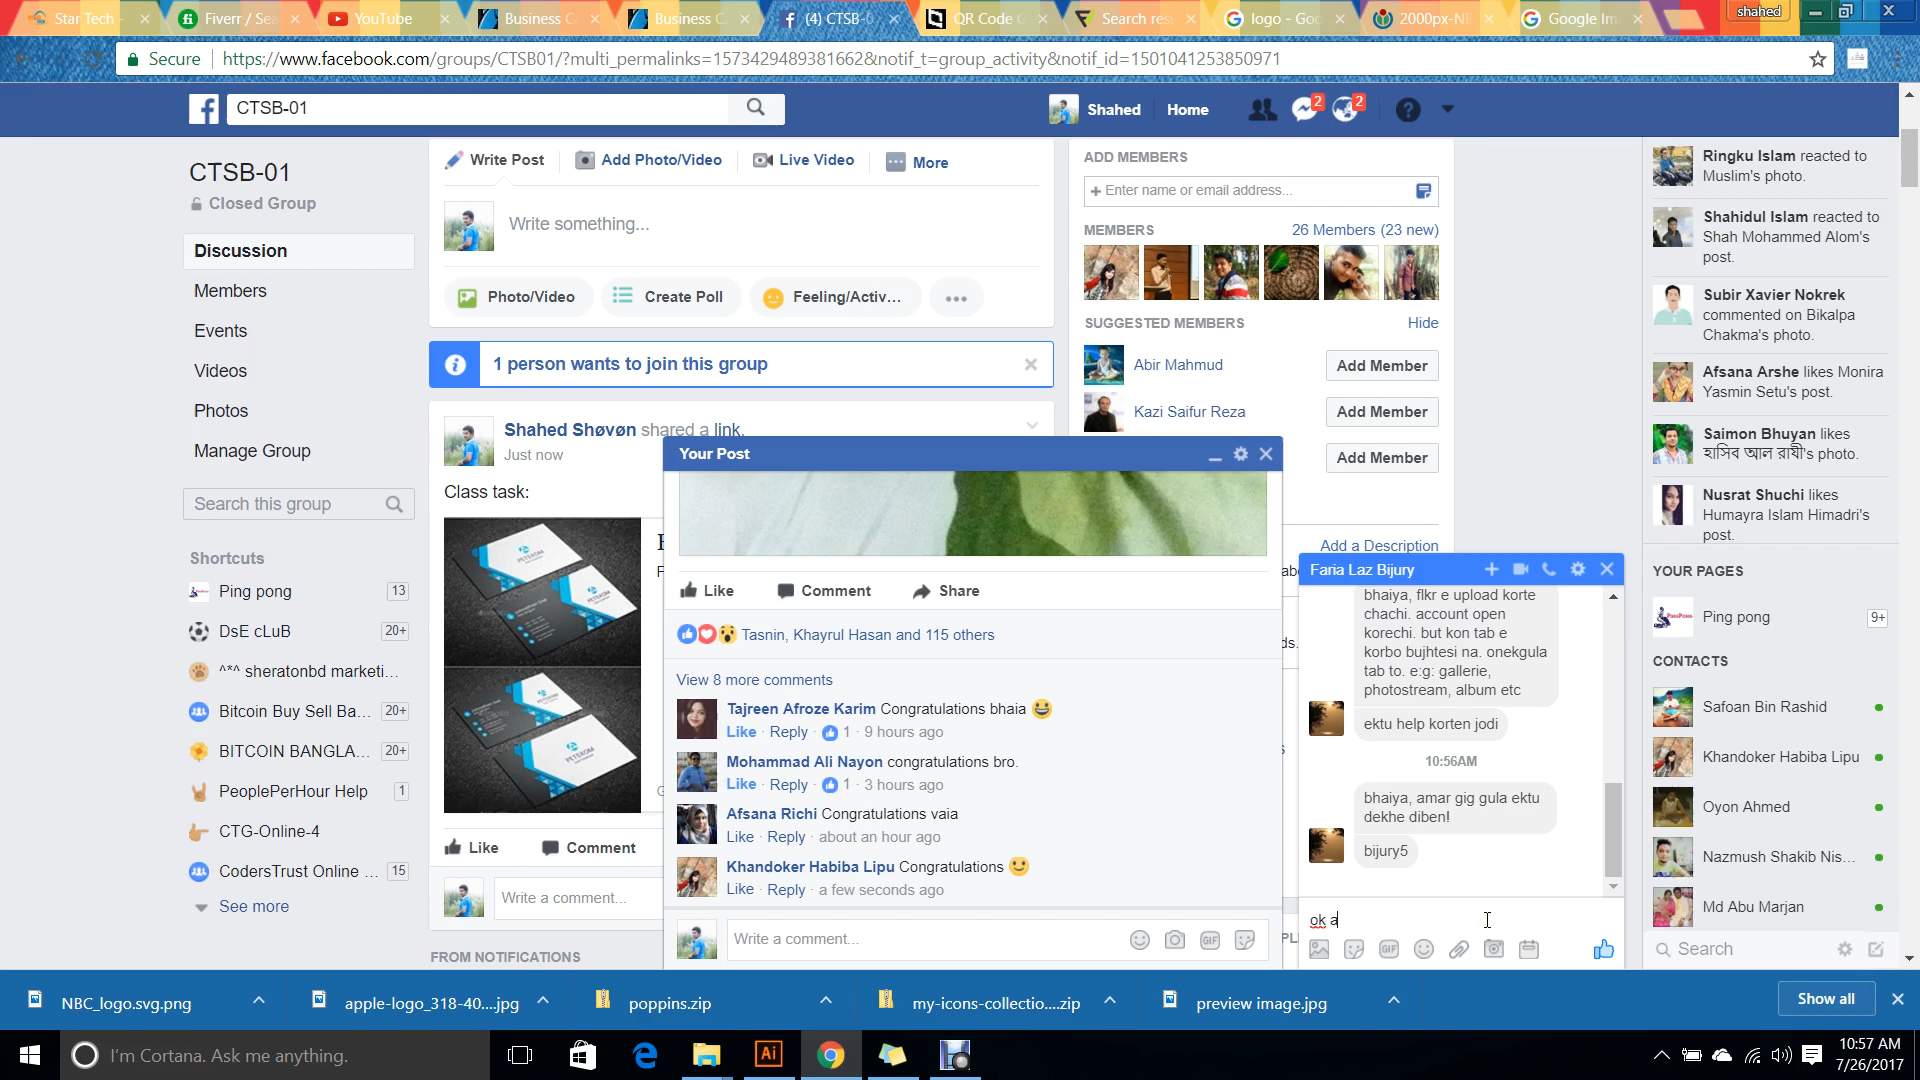 Star Tech
Fiverr / Sea
YouTube
Business C
Business C
(4) CTSB-0
QR Code G
Search res
logo - Goo
2000px-NF
Google Im
shahed
Secure
https://www.facebook.com/groups/CTSB01/?multi_permalinks=1573429489381662&notif_t=group_activity&notif_id=1501041253850971
CTSB-01
Shahed
Home
2
2
CTSB-01
Closed Group
Discussion
Members
Events
Videos
Photos
Manage Group
Search this group
Shortcuts
Ping pong 13
DsE cLuB 20+
^*^ sheratonbd marketi...
Bitcoin Buy Sell Ba... 20+
BITCOIN BANGLA... 20+
PeoplePerHour Help 1
CTG-Online-4
CodersTrust Online ... 15
See more
Write Post
Add Photo/Video
Live Video
More
Write something...
Photo/Video
Create Poll
Feeling/Activ...
1 person wants to join this group
Shahed Shøvøn shared a link.
Just now
Class task:
Like
Comment
Write a comment...
FROM NOTIFICATIONS
Your Post
Like
Comment
Share
Tasnin, Khayrul Hasan and 115 others
View 8 more comments
Tajreen Afroze Karim Congratulations bhaia
Like · Reply · 1 · 9 hours ago
Mohammad Ali Nayon congratulations bro.
Like · Reply · 1 · 3 hours ago
Afsana Richi Congratulations vaia
Like · Reply · about an hour ago
Khandoker Habiba Lipu Congratulations
Like · Reply · a few seconds ago
Write a comment...
GIF
ADD MEMBERS
+ Enter name or email address...
MEMBERS
26 Members (23 new)
SUGGESTED MEMBERS
Hide
Abir Mahmud
Add Member
Kazi Saifur Reza
Add Member
Add Member
Add a Description
Faria Laz Bijury
bhaiya, flkr e upload korte
chachi. account open
korechi. but kon tab e
korbo bujhtesi na. onekgula
tab to. e:g: gallerie,
photostream, album etc
ektu help korten jodi
10:56AM
bhaiya, amar gig gula ektu
dekhe diben!
bijury5
ok a
GIF
Ringku Islam reacted to
Muslim's photo.
Shahidul Islam reacted to
Shah Mohammed Alom's
post.
Subir Xavier Nokrek
commented on Bikalpa
Chakma's photo.
Afsana Arshe likes Monira
Yasmin Setu's post.
Saimon Bhuyan likes
হাসিব আল রাযী's photo.
Nusrat Shuchi likes
Humayra Islam Himadri's
post.
YOUR PAGES
Ping pong 9+
CONTACTS
Safoan Bin Rashid
Khandoker Habiba Lipu
Oyon Ahmed
Nazmush Shakib Nis...
Md Abu Marjan
Search
NBC_logo.svg.png
apple-logo_318-40....jpg
poppins.zip
my-icons-collectio....zip
preview image.jpg
Show all
I'm Cortana. Ask me anything.
Ai
10:57 AM
7/26/2017